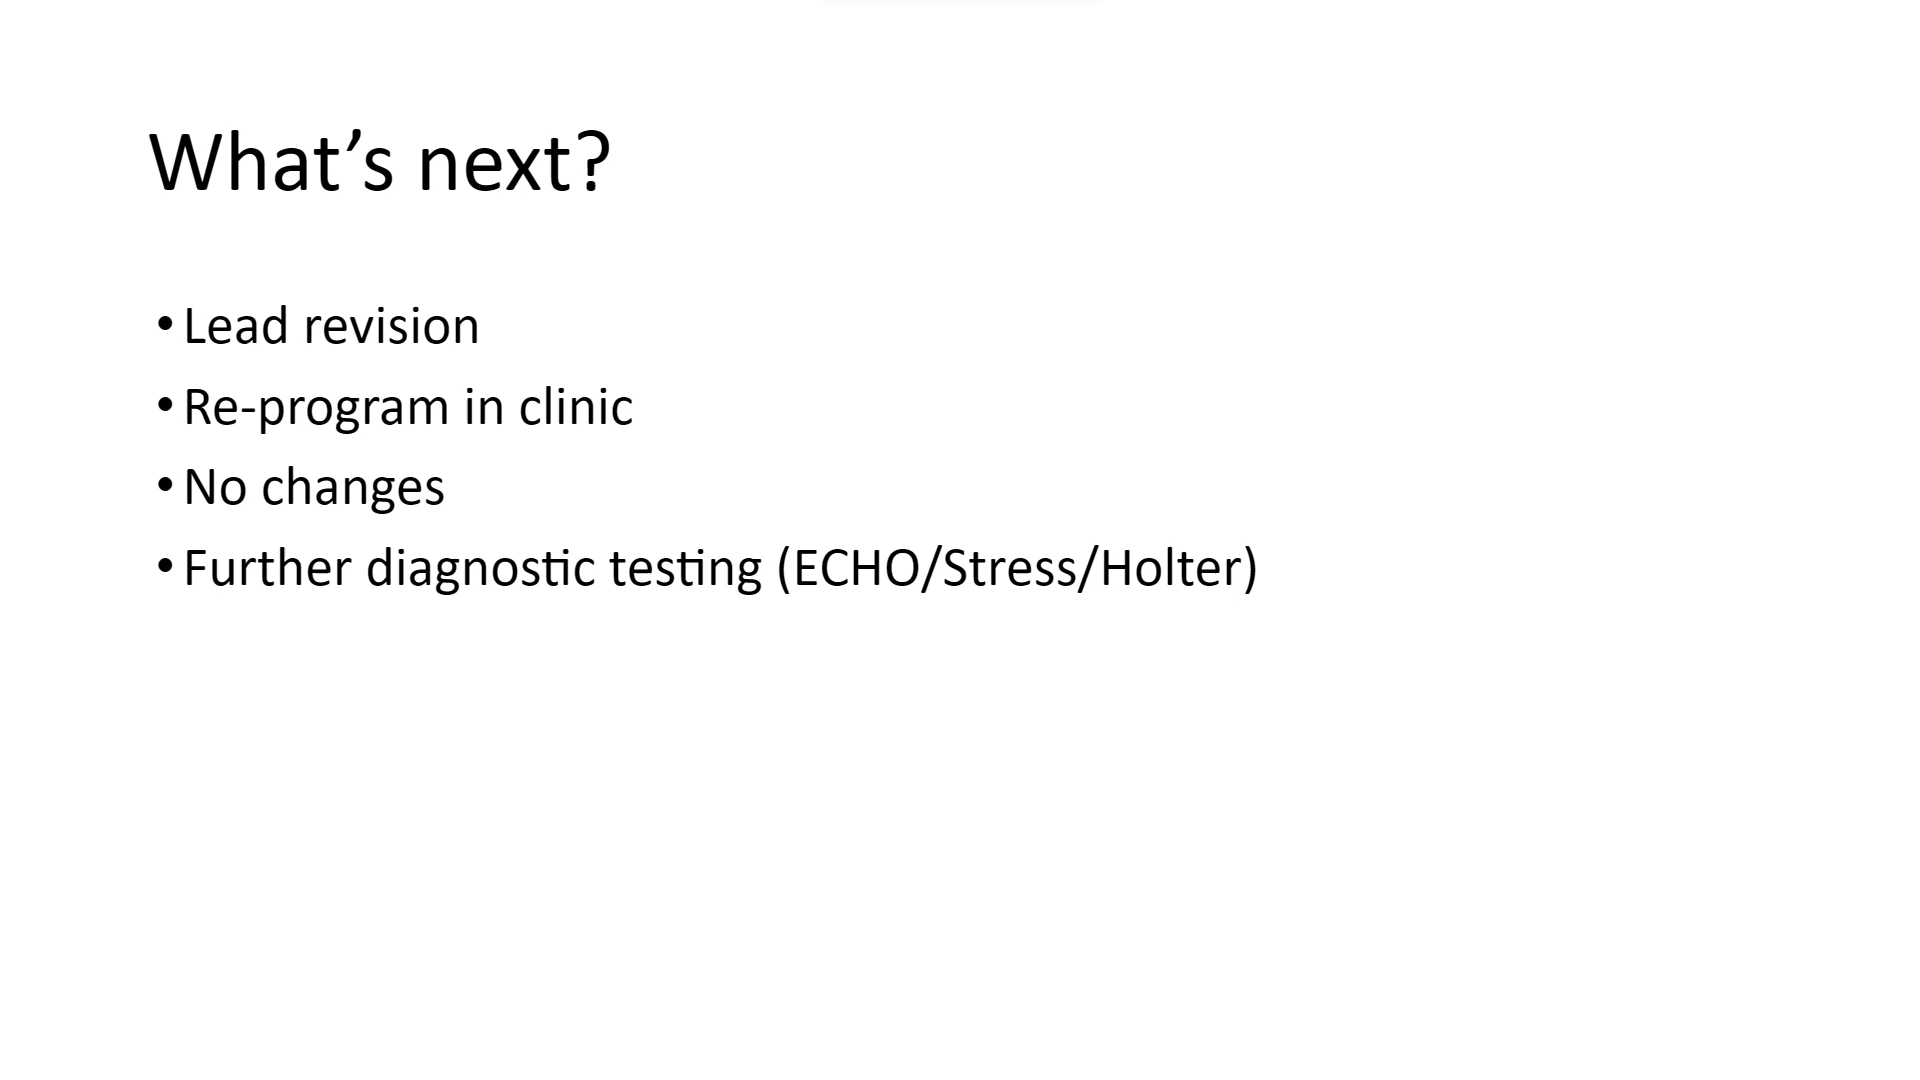 What’s next?
• Lead revision
• Re-program in clinic
• No changes
• Further diagnostic testing (ECHO/Stress/Holter)